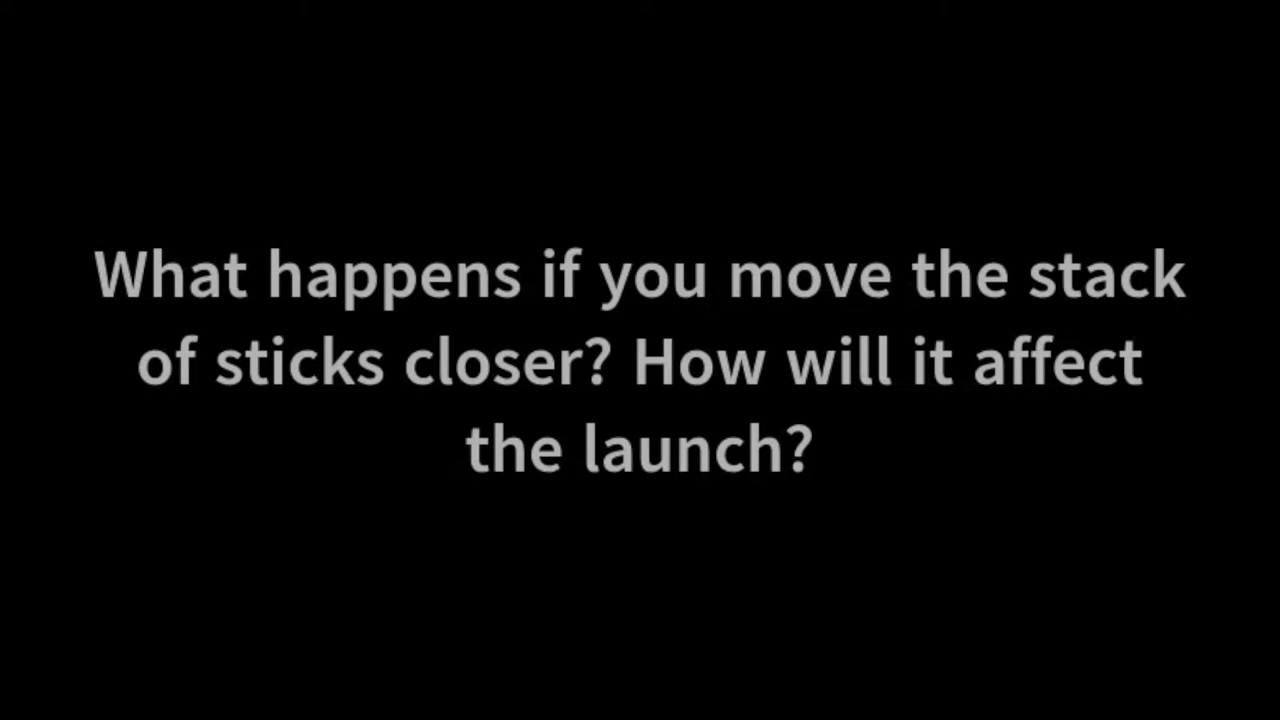 What happens if you move the stack
of sticks closer? How will it affect
the launch?